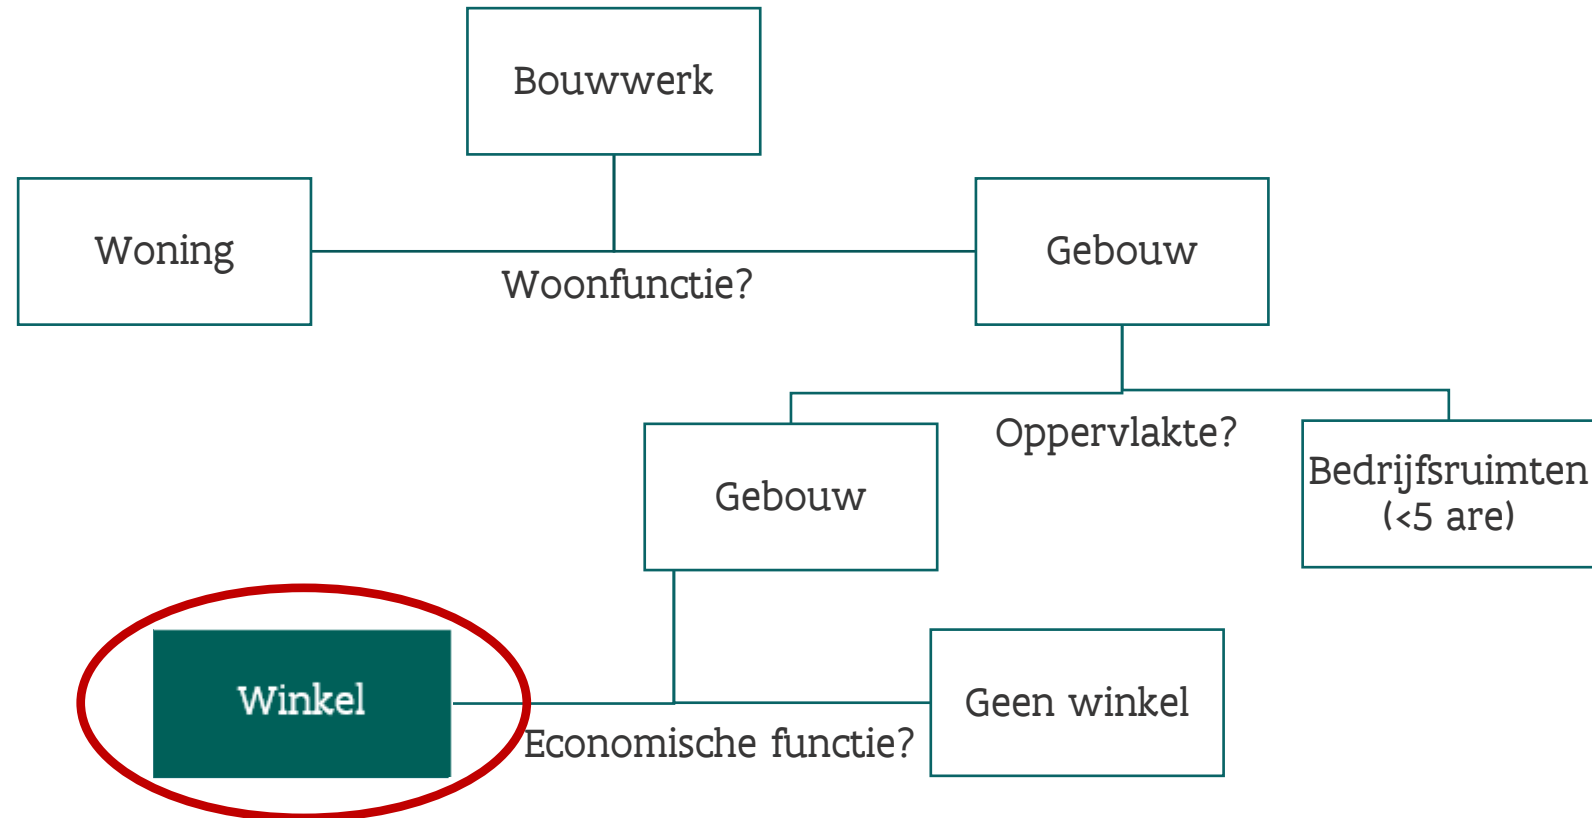 Bouwwerk
Woning
Gebouw
Woonfunctie?
Oppervlakte?
Gebouw
Bedrijfsruimten
(<5 are)
Winkel
Geen winkel
Economische functie?